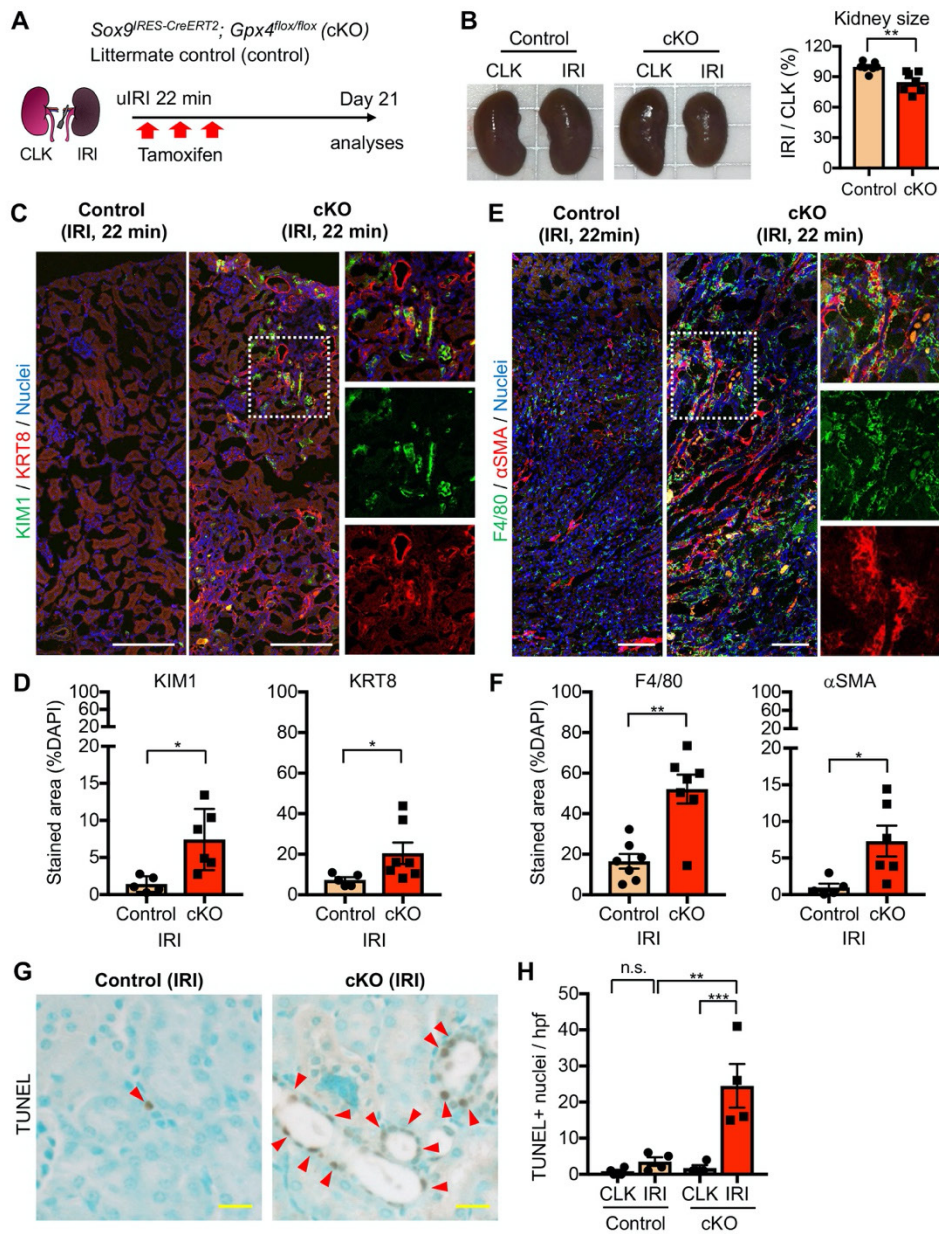 A
Sox9IRES-CreERT2; Gpx4flox/flox (cKO)
Littermate control (control)
uIRI 22 min
Day 21
Tamoxifen
analyses
CLK IRI
B
Control cKO
CLK IRI CLK IRI
Kidney size
**
IRI / CLK (%)
120
90
60
30
0
Control cKO
C
Control
(IRI, 22 min)
cKO
(IRI, 22 min)
KIM1 / KRT8 / Nuclei
E
Control
(IRI, 22min)
cKO
(IRI, 22 min)
F4/80 / αSMA / Nuclei
D
KIM1
Stained area (%DAPI)
100
60
20
20
15
10
5
0
*
Control cKO
IRI
KRT8
100
80
60
40
20
0
*
Control cKO
IRI
F
F4/80
Stained area (%DAPI)
100
80
60
40
20
0
**
Control cKO
IRI
αSMA
100
60
20
15
10
5
0
*
Control cKO
IRI
G
Control (IRI) cKO (IRI)
TUNEL
H
n.s.
**
***
TUNEL+ nuclei / hpf
50
40
30
20
10
0
CLK IRI CLK IRI
Control cKO